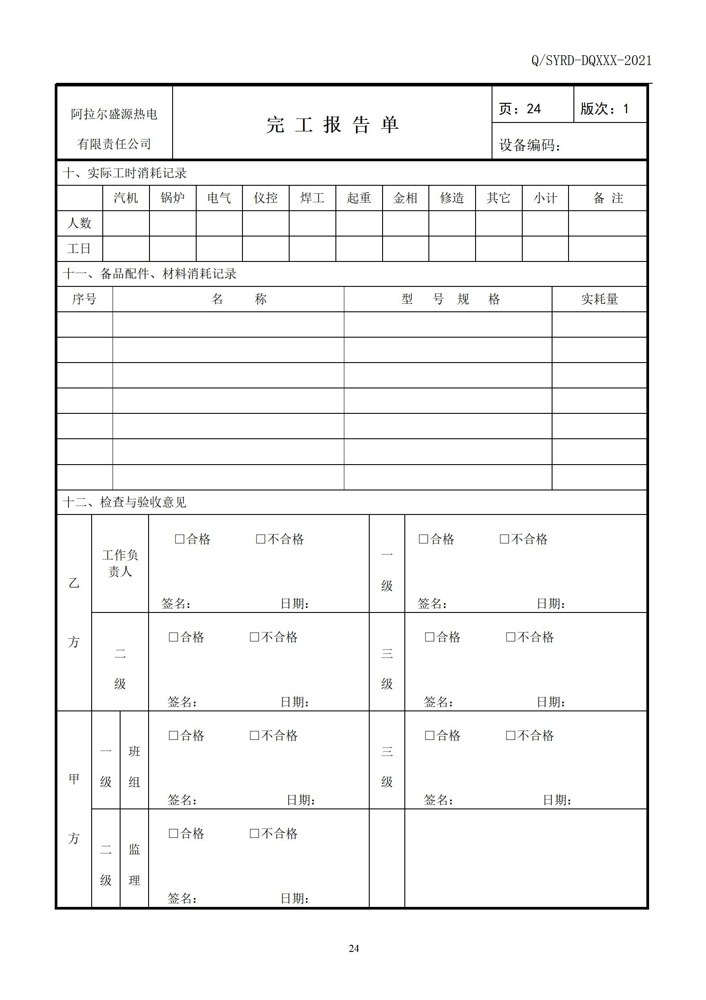 Q/SYRD-DQXXX-2021
阿拉尔盛源热电
有限责任公司
完 工 报 告 单
页：24
版次：1
设备编码：
十、实际工时消耗记录
汽机 锅炉 电气 仪控 焊工 起重 金相 修造 其它 小计 备 注
人数
工日
十一、备品配件、材料消耗记录
序号 名 称 型 号 规 格 实耗量
十二、检查与验收意见
乙
方
工作负
责人
□合格 □不合格
签名： 日期：
一
级
□合格 □不合格
签名： 日期：
二
级
□合格 □不合格
签名： 日期：
三
级
□合格 □不合格
签名： 日期：
甲
方
一
级
班
组
□合格 □不合格
签名： 日期：
三
级
□合格 □不合格
签名： 日期：
二
级
监
理
□合格 □不合格
签名： 日期：
24